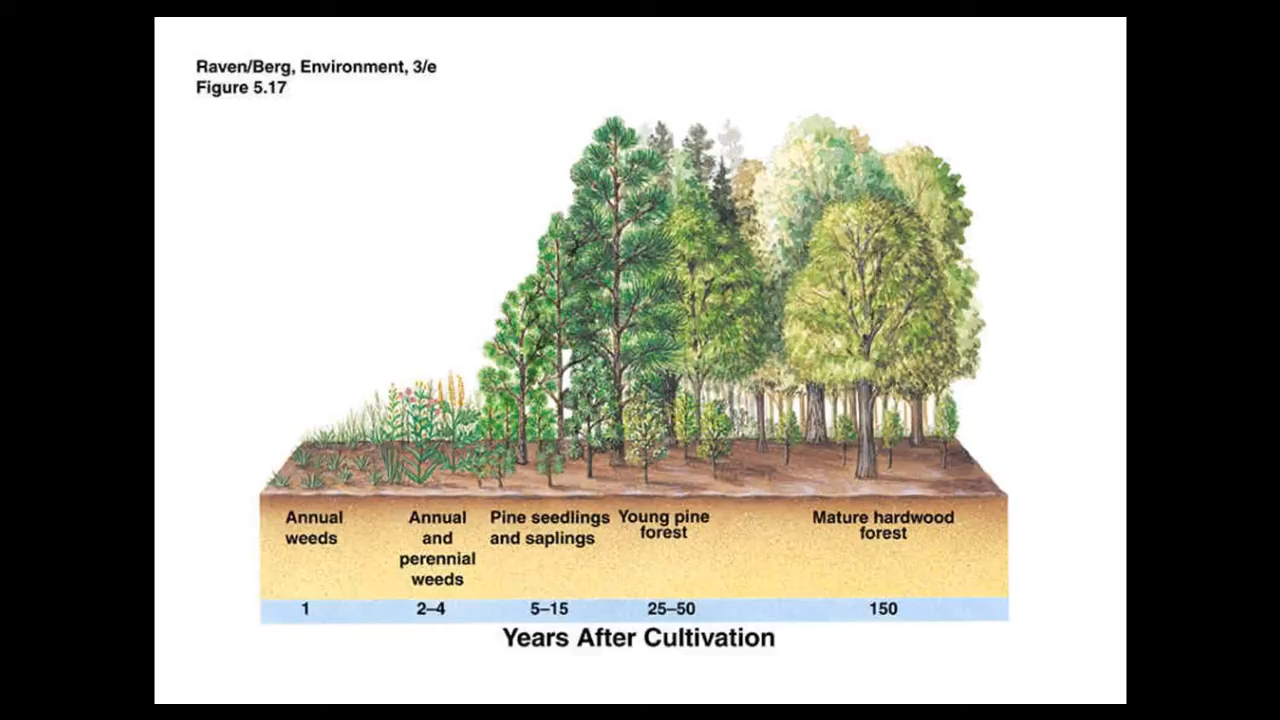 Raven/Berg, Environment, 3/e
Figure 5.17
Annual
weeds
Annual
and
perennial
weeds
Pine seedlings
and saplings
Young pine
forest
Mature hardwood
forest
1
2–4
5–15
25–50
150
Years After Cultivation